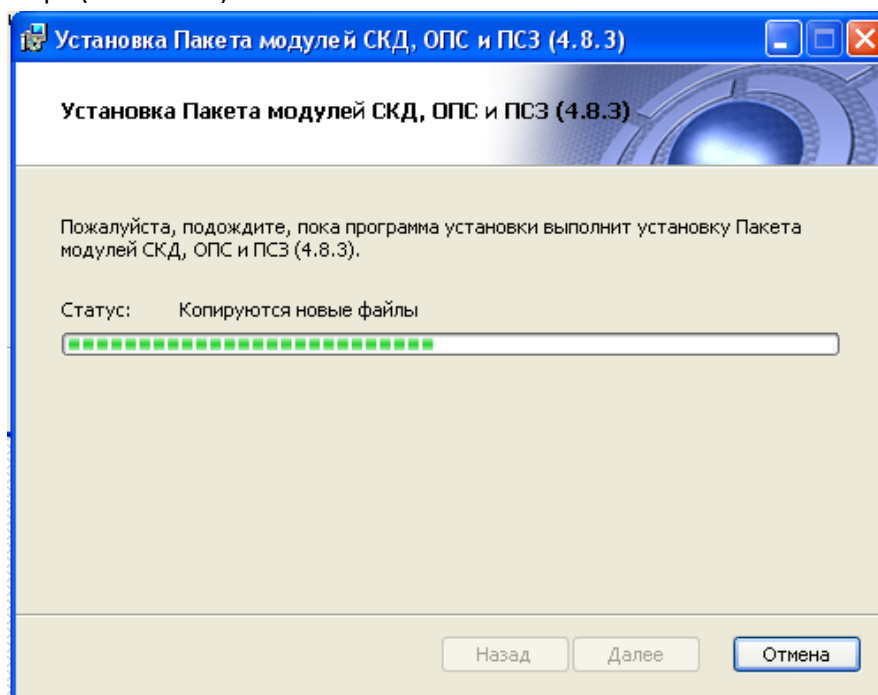 Установка Пакета модулей СКД, ОПС и ПСЗ (4.8.3)
Установка Пакета модулей СКД, ОПС и ПСЗ (4.8.3)
Пожалуйста, подождите, пока программа установки выполнит установку Пакета
модулей СКД, ОПС и ПСЗ (4.8.3).
Статус: Копируются новые файлы
Назад Далее Отмена